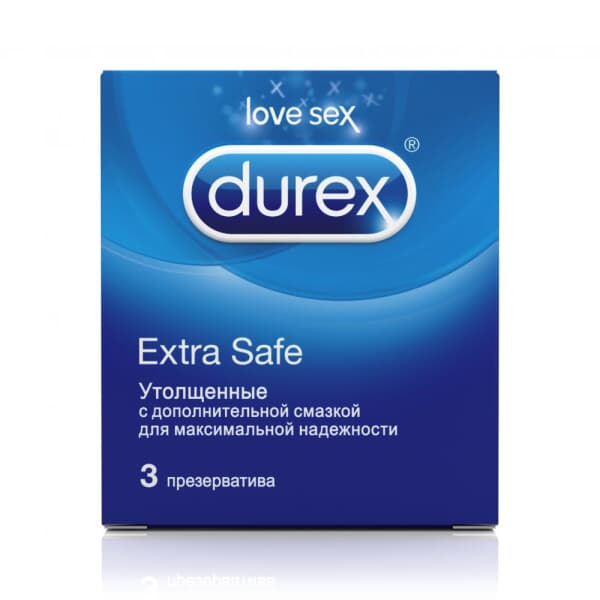 love sex
durex®
Extra Safe
Утолщенные
с дополнительной смазкой
для максимальной надежности
3 презерватива